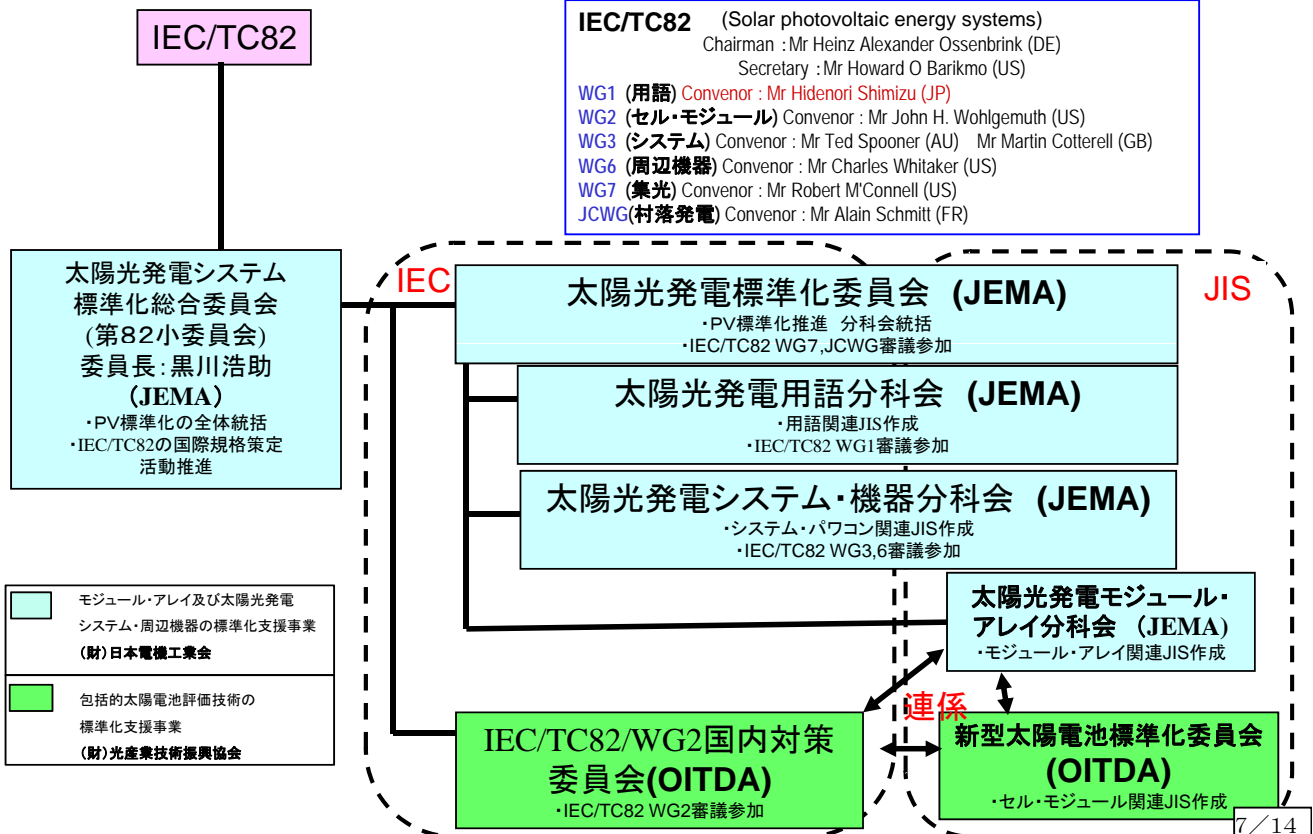 IEC/TC82
IEC/TC82 (Solar photovoltaic energy systems)
Chairman :Mr Heinz Alexander Ossenbrink (DE)
Secretary :Mr Howard O Barikmo (US)
WG1 (用語) Convenor : Mr Hidenori Shimizu (JP)
WG2 (セル・モジュール) Convenor : Mr John H. Wohlgemuth (US)
WG3 (システム) Convenor : Mr Ted Spooner (AU) Mr Martin Cotterell (GB)
WG6 (周辺機器) Convenor : Mr Charles Whitaker (US)
WG7 (集光) Convenor : Mr Robert M'Connell (US)
JCWG(村落発電) Convenor : Mr Alain Schmitt (FR)
太陽光発電システム
標準化総合委員会
(第82小委員会)
委員長:黒川浩助
(JEMA)
・PV標準化の全体統括
・IEC/TC82の国際規格策定
活動推進
IEC
JIS
太陽光発電標準化委員会 (JEMA)
・PV標準化推進 分科会統括
・IEC/TC82 WG7,JCWG審議参加
太陽光発電用語分科会 (JEMA)
・用語関連JIS作成
・IEC/TC82 WG1審議参加
太陽光発電システム・機器分科会 (JEMA)
・システム・パワコン関連JIS作成
・IEC/TC82 WG3,6審議参加
太陽光発電モジュール・
アレイ分科会 (JEMA)
・モジュール・アレイ関連JIS作成
連係
IEC/TC82/WG2国内対策
委員会(OITDA)
・IEC/TC82 WG2審議参加
新型太陽電池標準化委員会
(OITDA)
・セル・モジュール関連JIS作成
モジュール・アレイ及び太陽光発電
システム・周辺機器の標準化支援事業
(財)日本電機工業会
包括的太陽電池評価技術の
標準化支援事業
(財)光産業技術振興協会
7/14